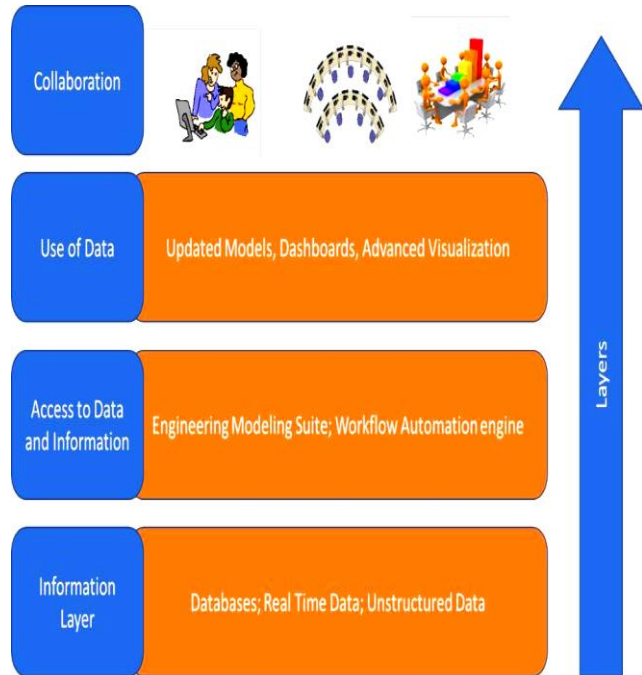 Collaboration
Use of Data
Updated Models, Dashboards, Advanced Visualization
Access to Data
and Information
Engineering Modeling Suite; Workflow Automation engine
Information
Layer
Databases; Real Time Data; Unstructured Data
Layers